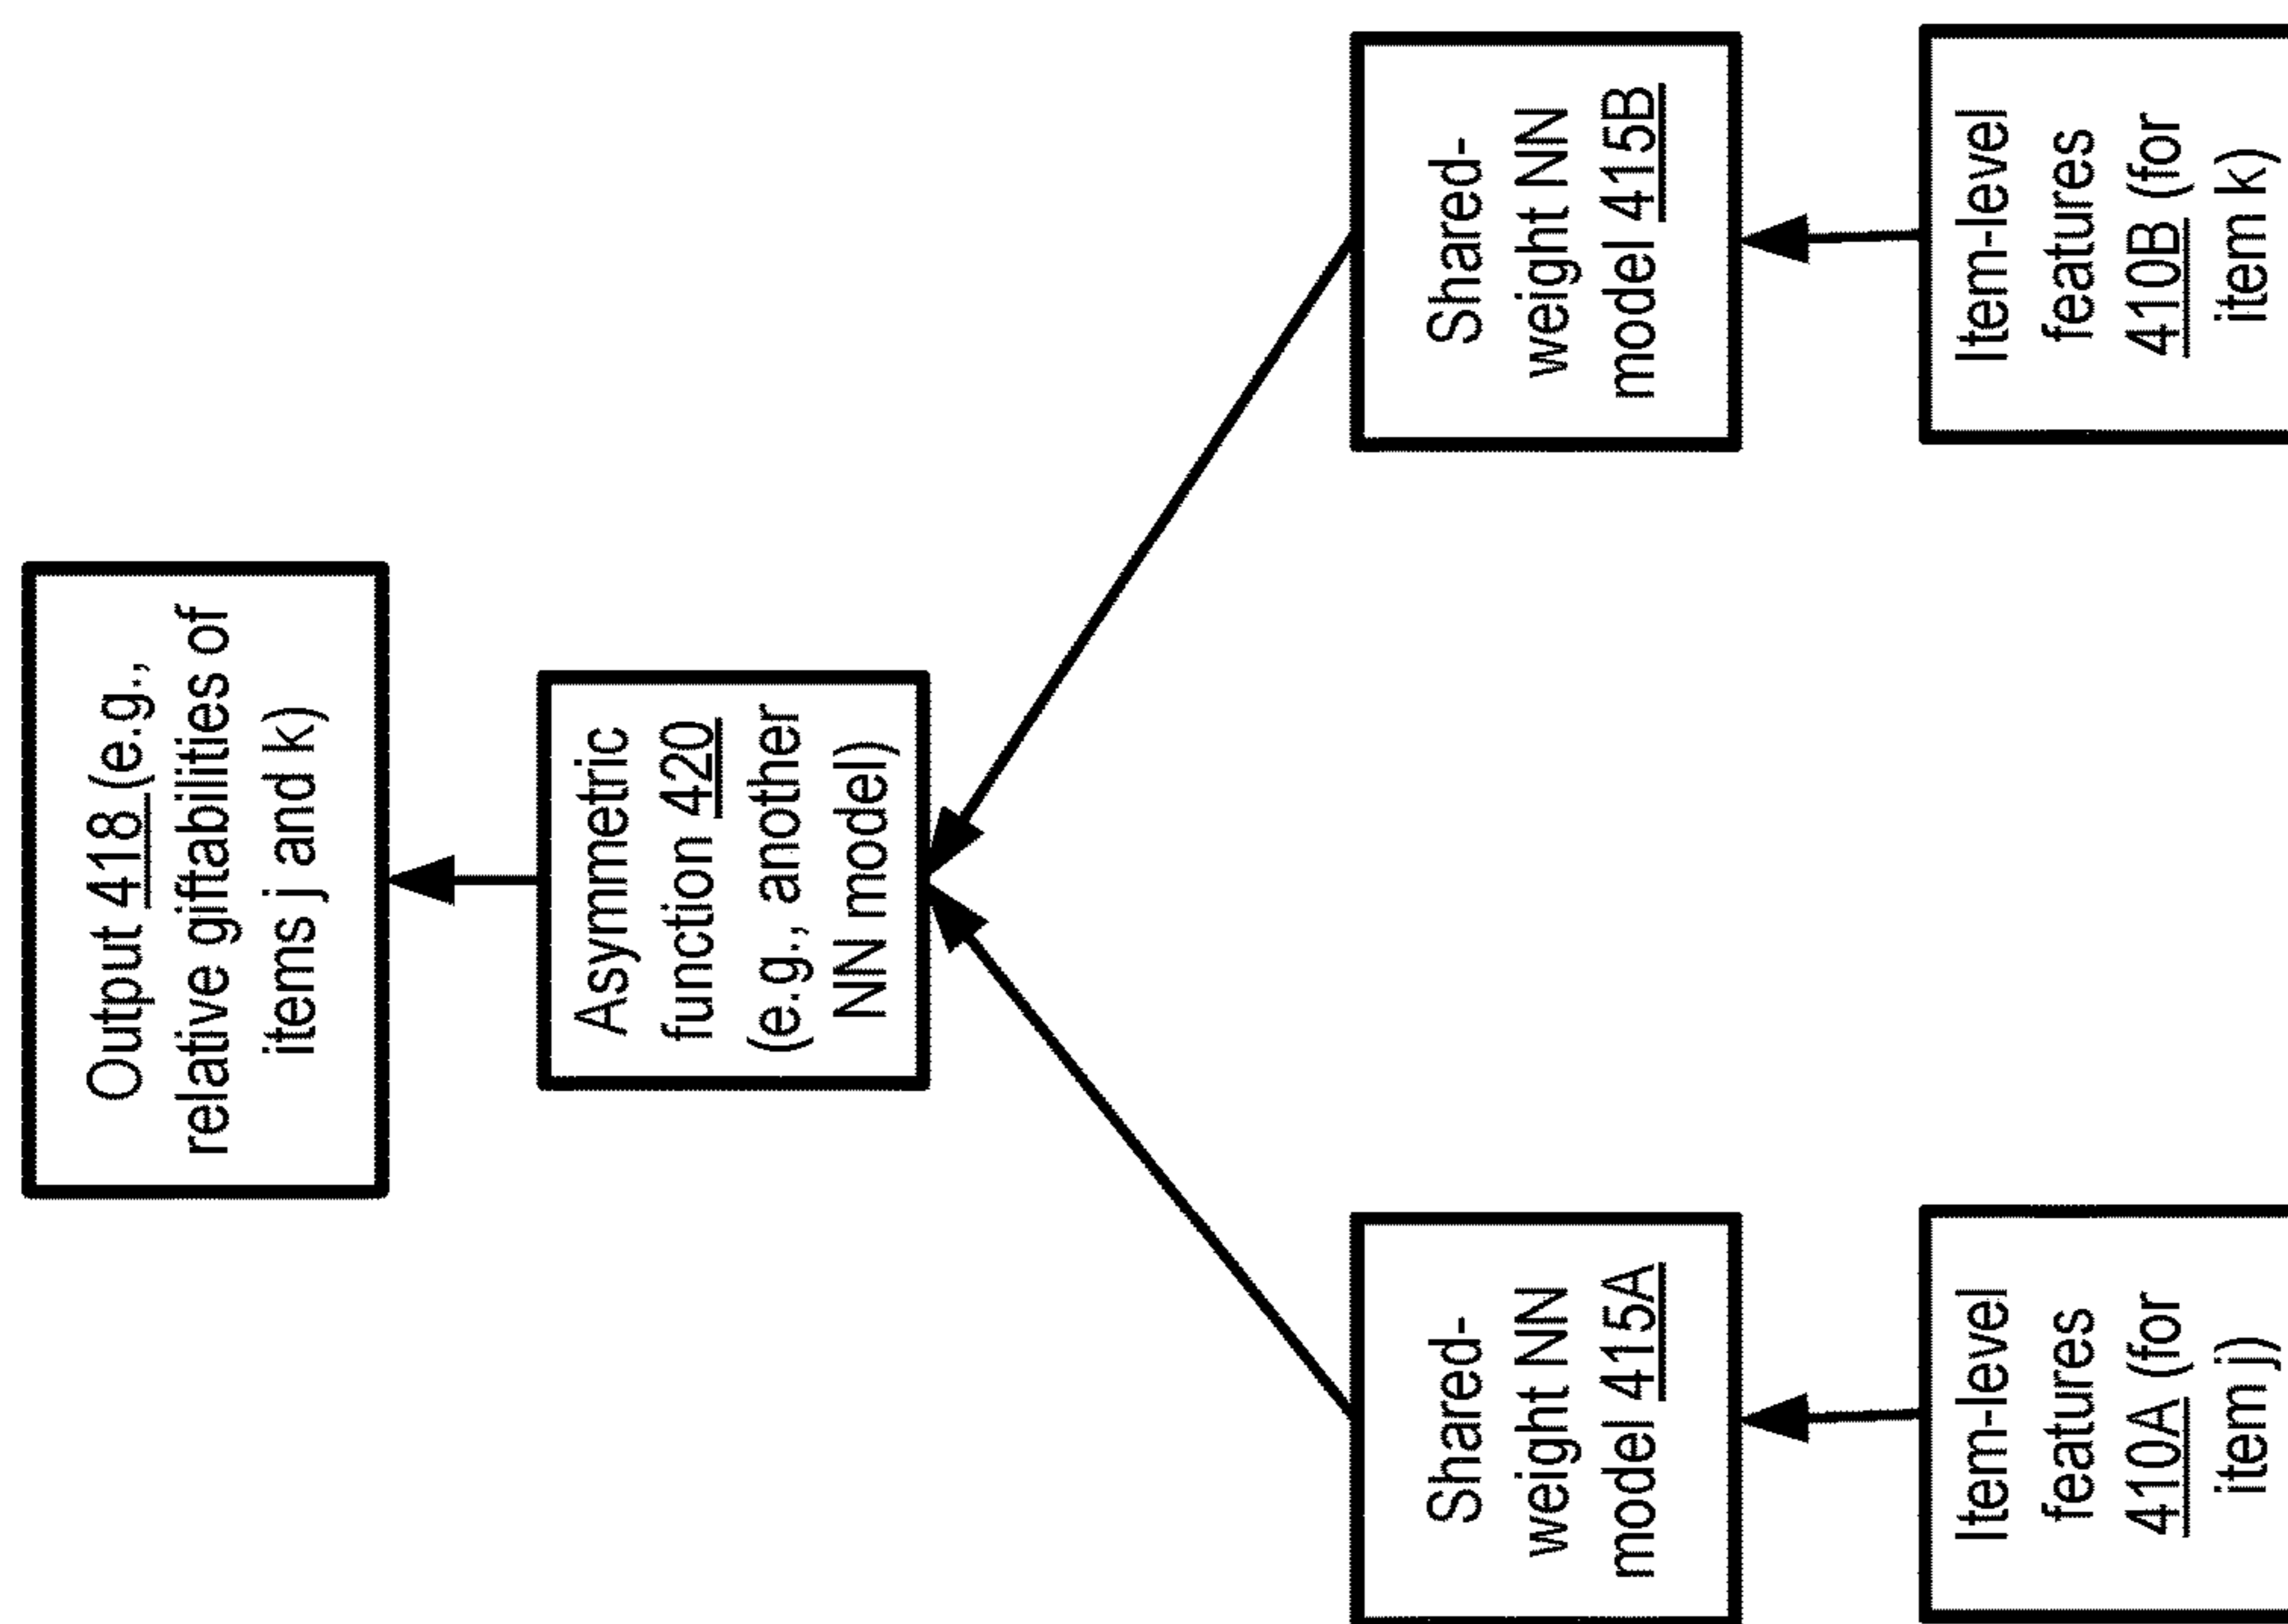 Output 418 (e.g.,
relative giftabilities of
items j and k)
Asymmetric
function 420
(e.g., another
NN model)
Shared-
weight NN
model 415A
Shared-
weight NN
model 415B
Item-level
features
410A (for
item j)
Item-level
features
410B (for
item k)